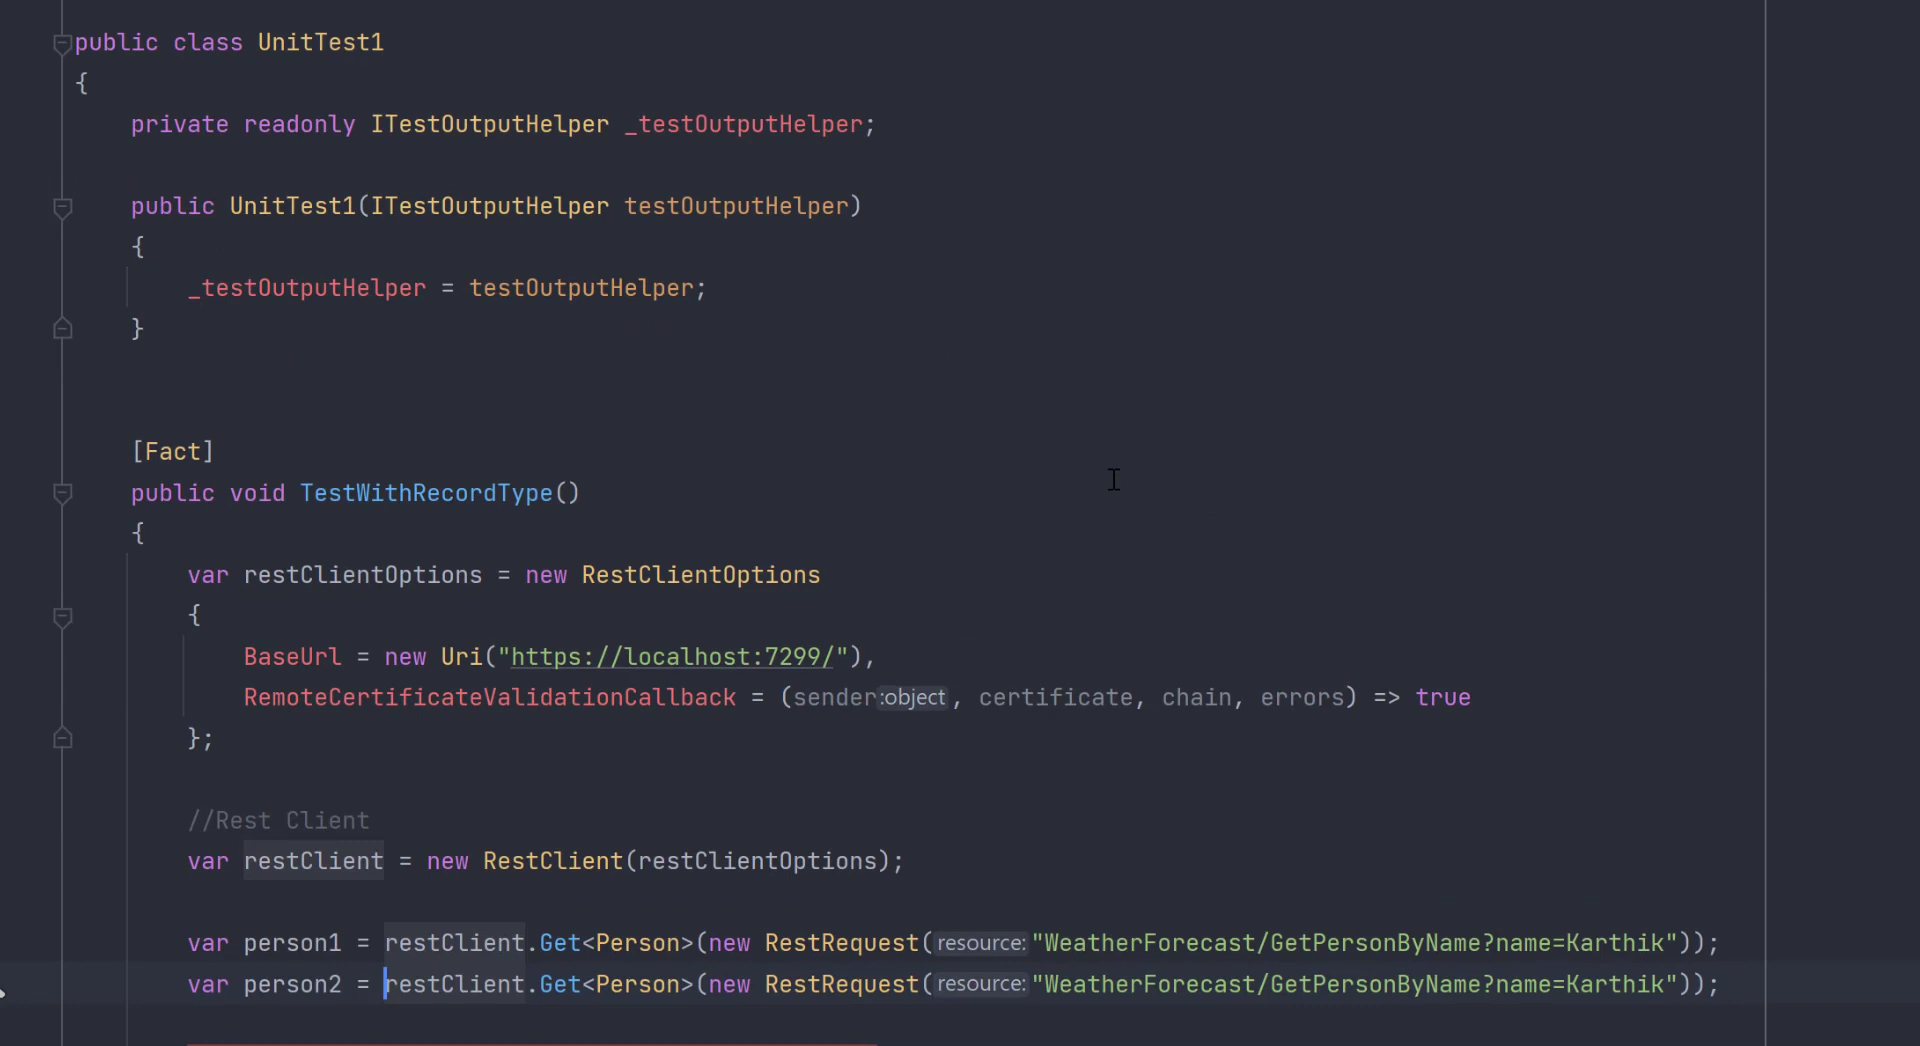 public class UnitTest1
{
private readonly ITestOutputHelper _testOutputHelper;
public UnitTest1(ITestOutputHelper testOutputHelper)
{
_testOutputHelper = testOutputHelper;
}
[Fact]
public void TestWithRecordType()
{
var restClientOptions = new RestClientOptions
{
BaseUrl = new Uri("https://localhost:7299/"),
RemoteCertificateValidationCallback = (sender:object, certificate, chain, errors) => true
};
//Rest Client
var restClient = new RestClient(restClientOptions);
var person1 = restClient.Get<Person>(new RestRequest(resource:"WeatherForecast/GetPersonByName?name=Karthik"));
var person2 = restClient.Get<Person>(new RestRequest(resource:"WeatherForecast/GetPersonByName?name=Karthik"));